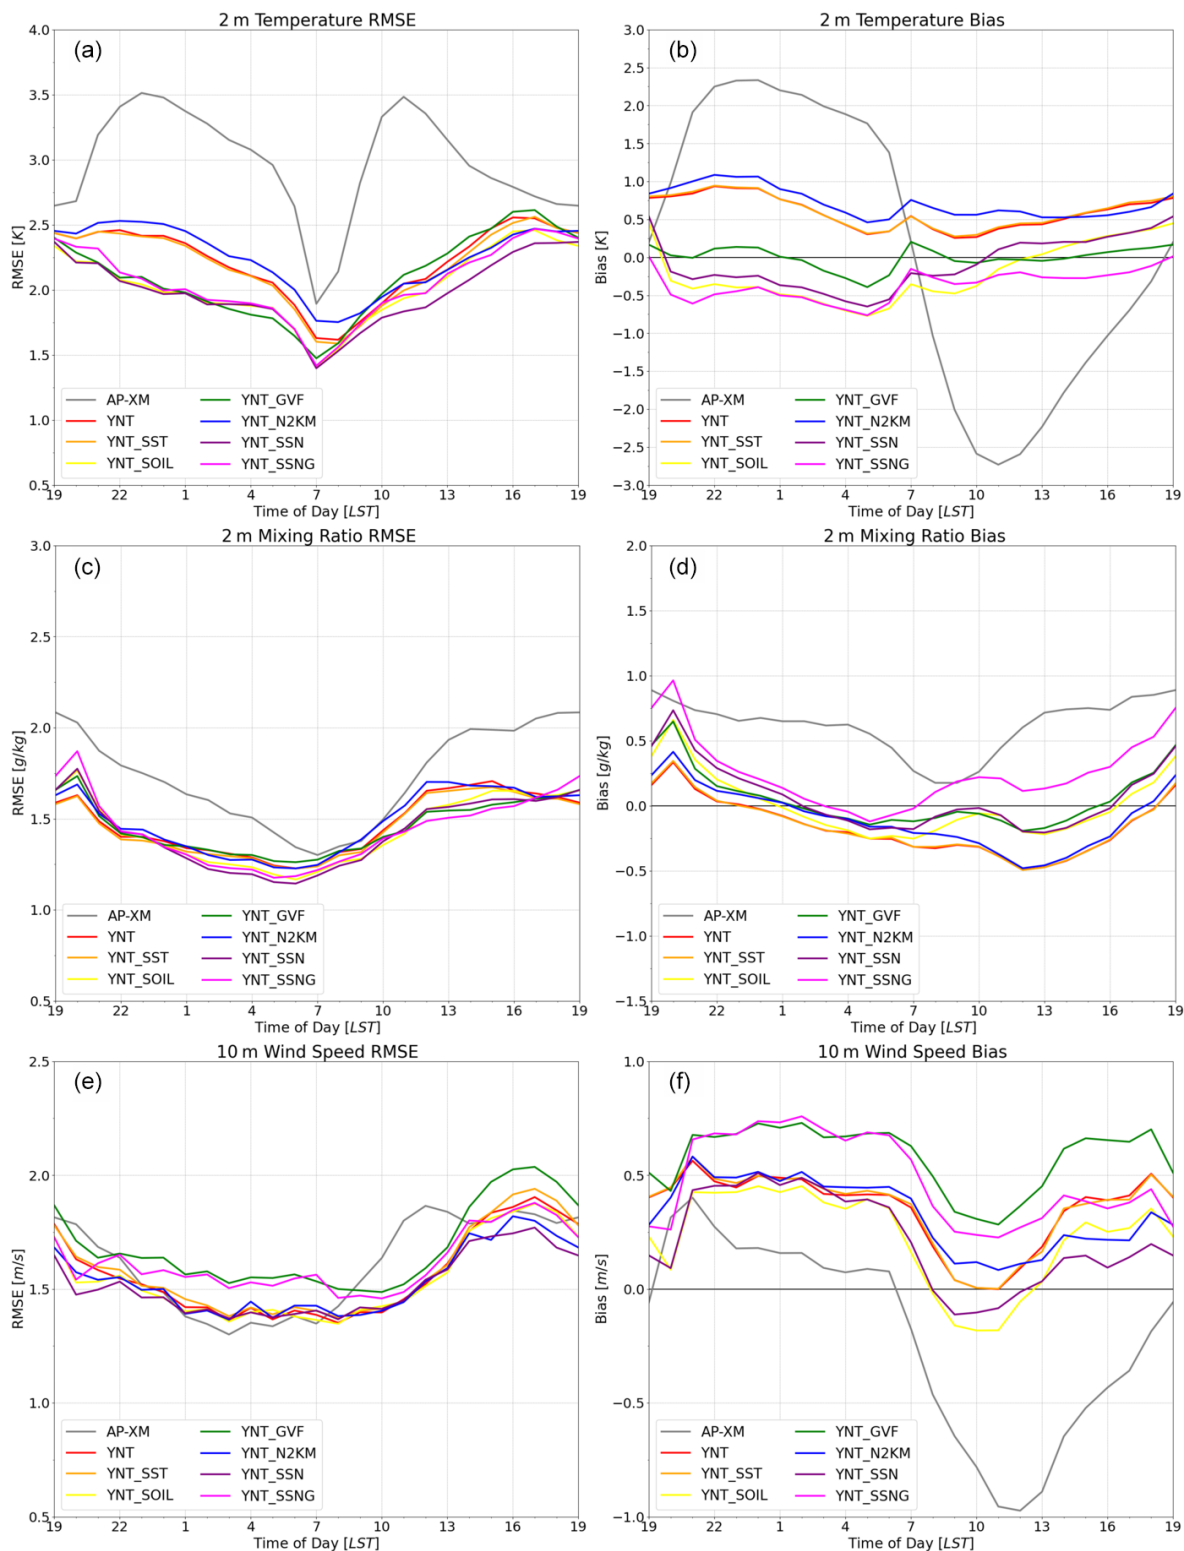 2 m Temperature RMSE
(a)
4.0
3.5
3.0
2.5
2.0
1.5
1.0
0.5
RMSE [K]
AP-XM
YNT
YNT_SST
YNT_SOIL
YNT_GVF
YNT_N2KM
YNT_SSN
YNT_SSNG
19 22 1 4 7 10 13 16 19
Time of Day [LST]
2 m Temperature Bias
(b)
3.0
2.5
2.0
1.5
1.0
0.5
0.0
−0.5
−1.0
−1.5
−2.0
−2.5
−3.0
Bias [K]
AP-XM
YNT
YNT_SST
YNT_SOIL
YNT_GVF
YNT_N2KM
YNT_SSN
YNT_SSNG
19 22 1 4 7 10 13 16 19
Time of Day [LST]
2 m Mixing Ratio RMSE
(c)
3.0
2.5
2.0
1.5
1.0
0.5
RMSE [g/kg]
AP-XM
YNT
YNT_SST
YNT_SOIL
YNT_GVF
YNT_N2KM
YNT_SSN
YNT_SSNG
19 22 1 4 7 10 13 16 19
Time of Day [LST]
2 m Mixing Ratio Bias
(d)
2.0
1.5
1.0
0.5
0.0
−0.5
−1.0
−1.5
Bias [g/kg]
AP-XM
YNT
YNT_SST
YNT_SOIL
YNT_GVF
YNT_N2KM
YNT_SSN
YNT_SSNG
19 22 1 4 7 10 13 16 19
Time of Day [LST]
10 m Wind Speed RMSE
(e)
2.5
2.0
1.5
1.0
0.5
RMSE [m/s]
AP-XM
YNT
YNT_SST
YNT_SOIL
YNT_GVF
YNT_N2KM
YNT_SSN
YNT_SSNG
19 22 1 4 7 10 13 16 19
Time of Day [LST]
10 m Wind Speed Bias
(f)
1.0
0.5
0.0
−0.5
−1.0
Bias [m/s]
AP-XM
YNT
YNT_SST
YNT_SOIL
YNT_GVF
YNT_N2KM
YNT_SSN
YNT_SSNG
19 22 1 4 7 10 13 16 19
Time of Day [LST]